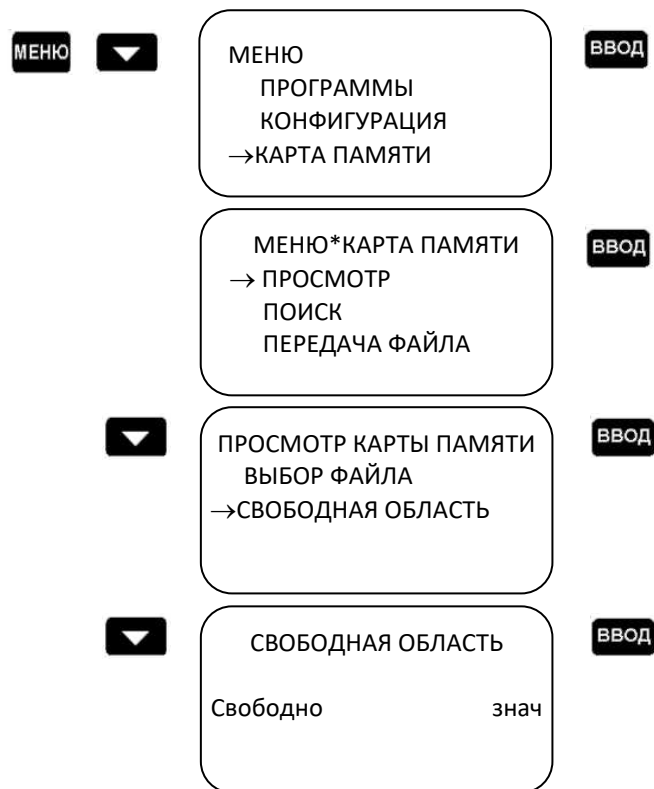 МЕНЮ
МЕНЮ
ВВОД
ПРОГРАММЫ
КОНФИГУРАЦИЯ
→КАРТА ПАМЯТИ
МЕНЮ*КАРТА ПАМЯТИ
ВВОД
→ ПРОСМОТР
ПОИСК
ПЕРЕДАЧА ФАЙЛА
ПРОСМОТР КАРТЫ ПАМЯТИ
ВВОД
ВЫБОР ФАЙЛА
→СВОБОДНАЯ ОБЛАСТЬ
СВОБОДНАЯ ОБЛАСТЬ
ВВОД
Свободно знач